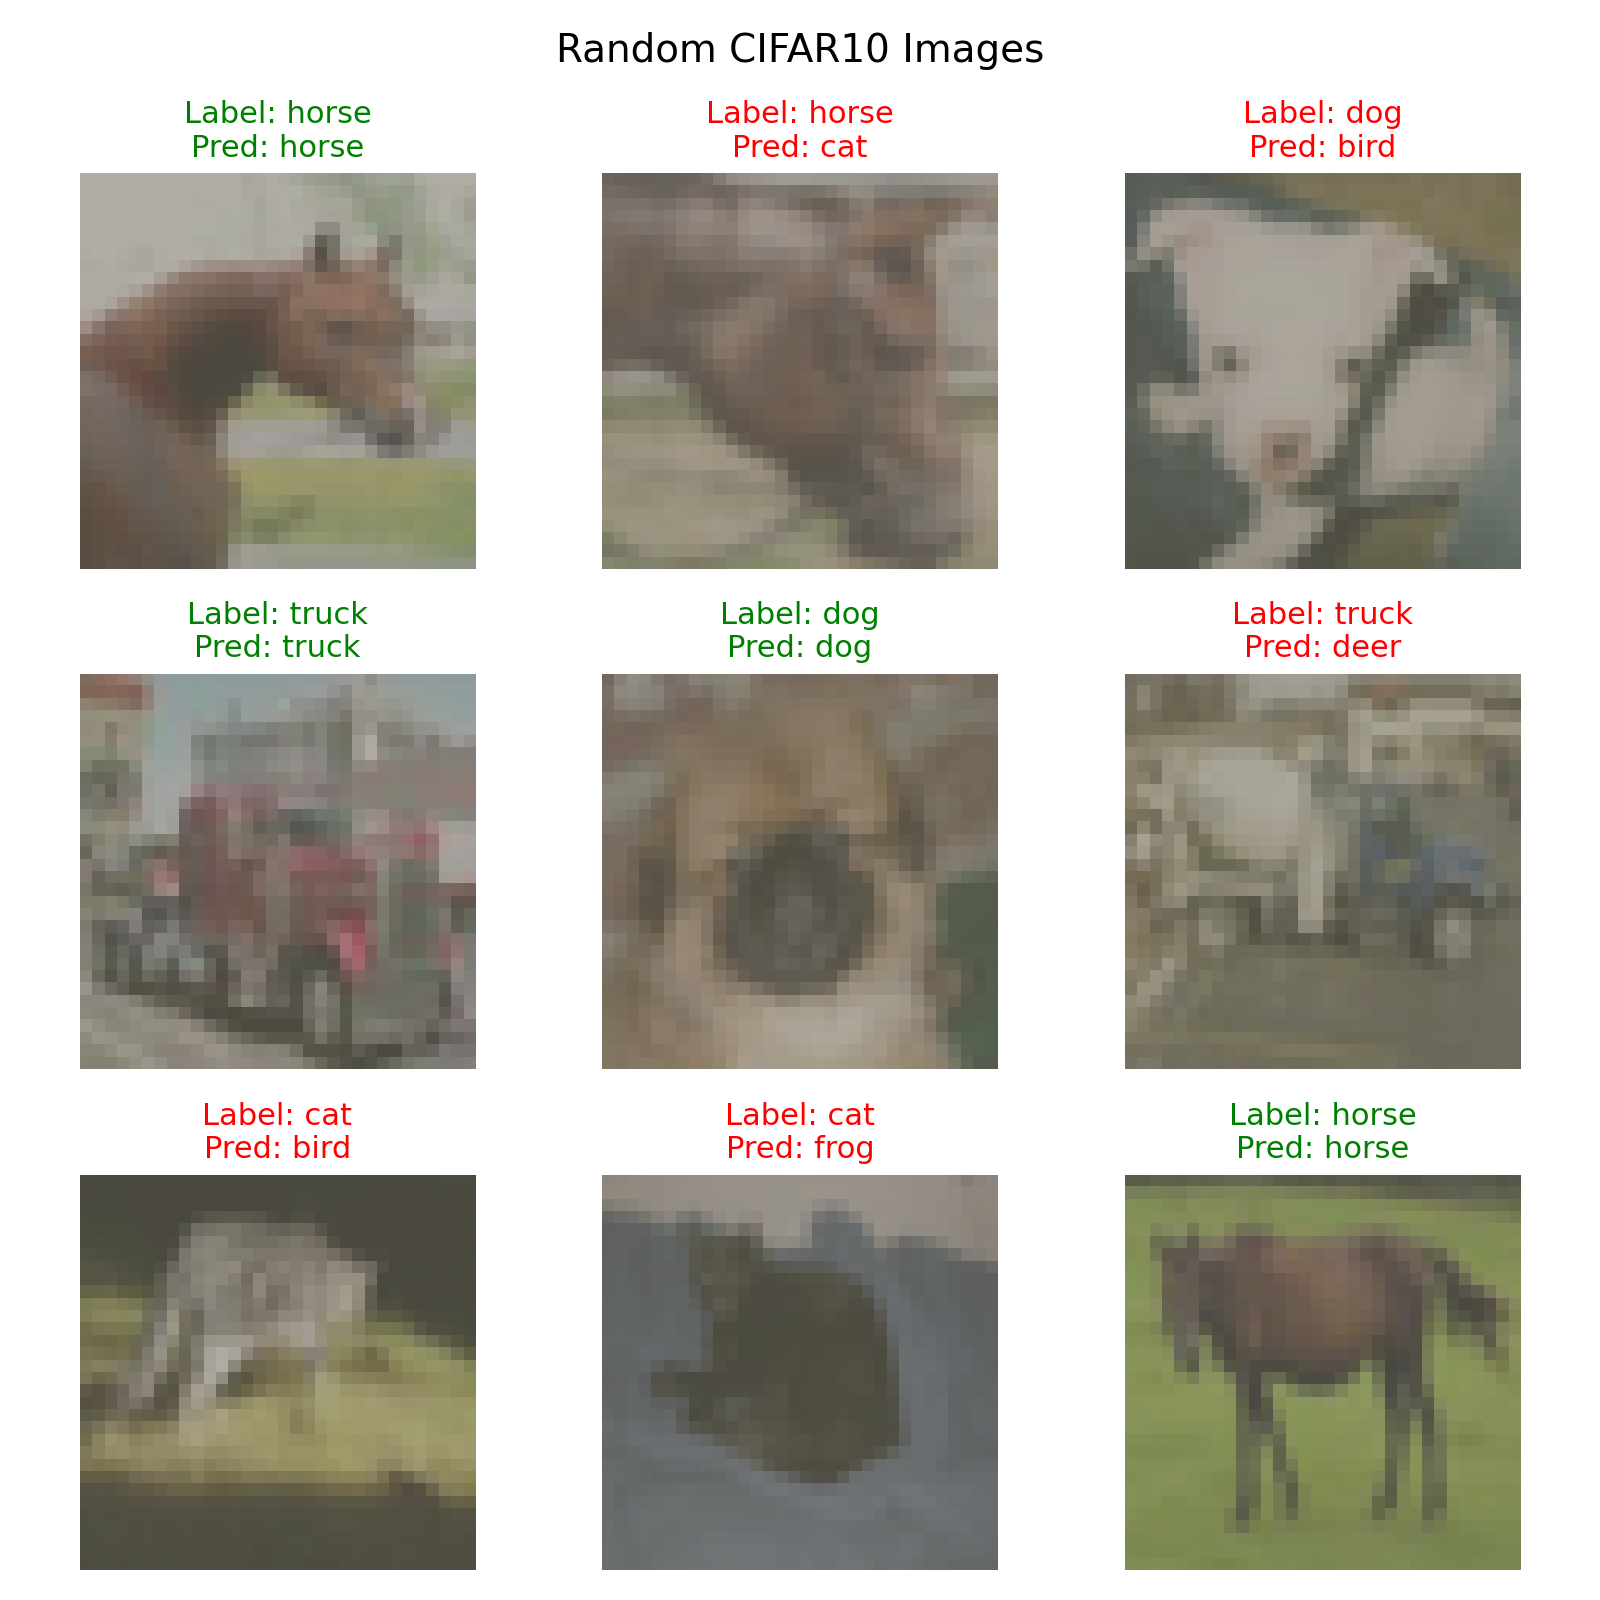 Random CIFAR10 Images
Label: horse
Pred: horse
Label: horse
Pred: cat
Label: dog
Pred: bird
Label: truck
Pred: truck
Label: dog
Pred: dog
Label: truck
Pred: deer
Label: cat
Pred: bird
Label: cat
Pred: frog
Label: horse
Pred: horse